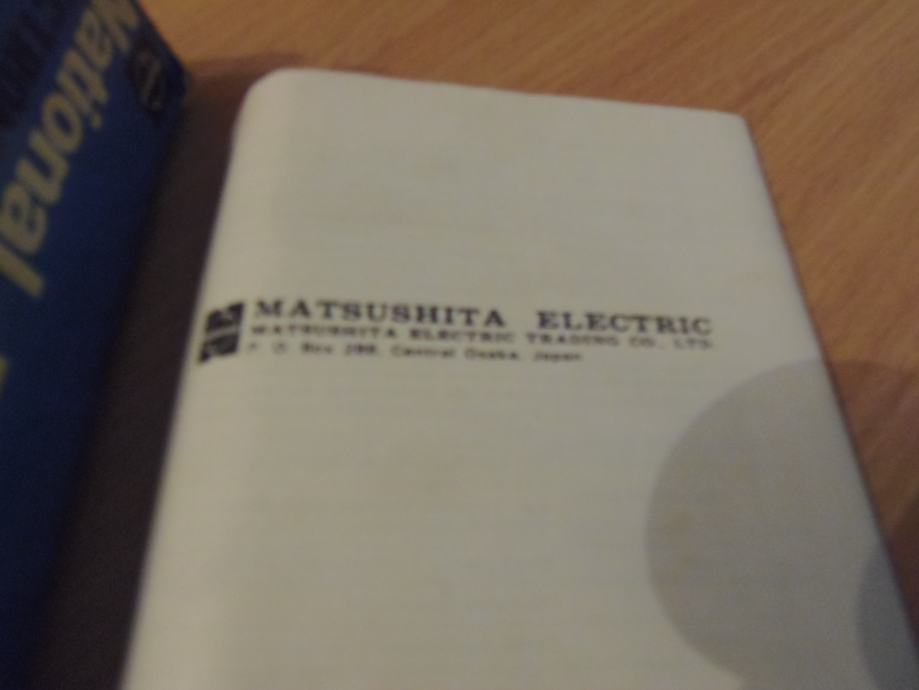 National
MATSUSHITA ELECTRIC
MATSUSHITA ELECTRIC TRADING CO., LTD.
P. O. Box 288, Central Osaka, Japan